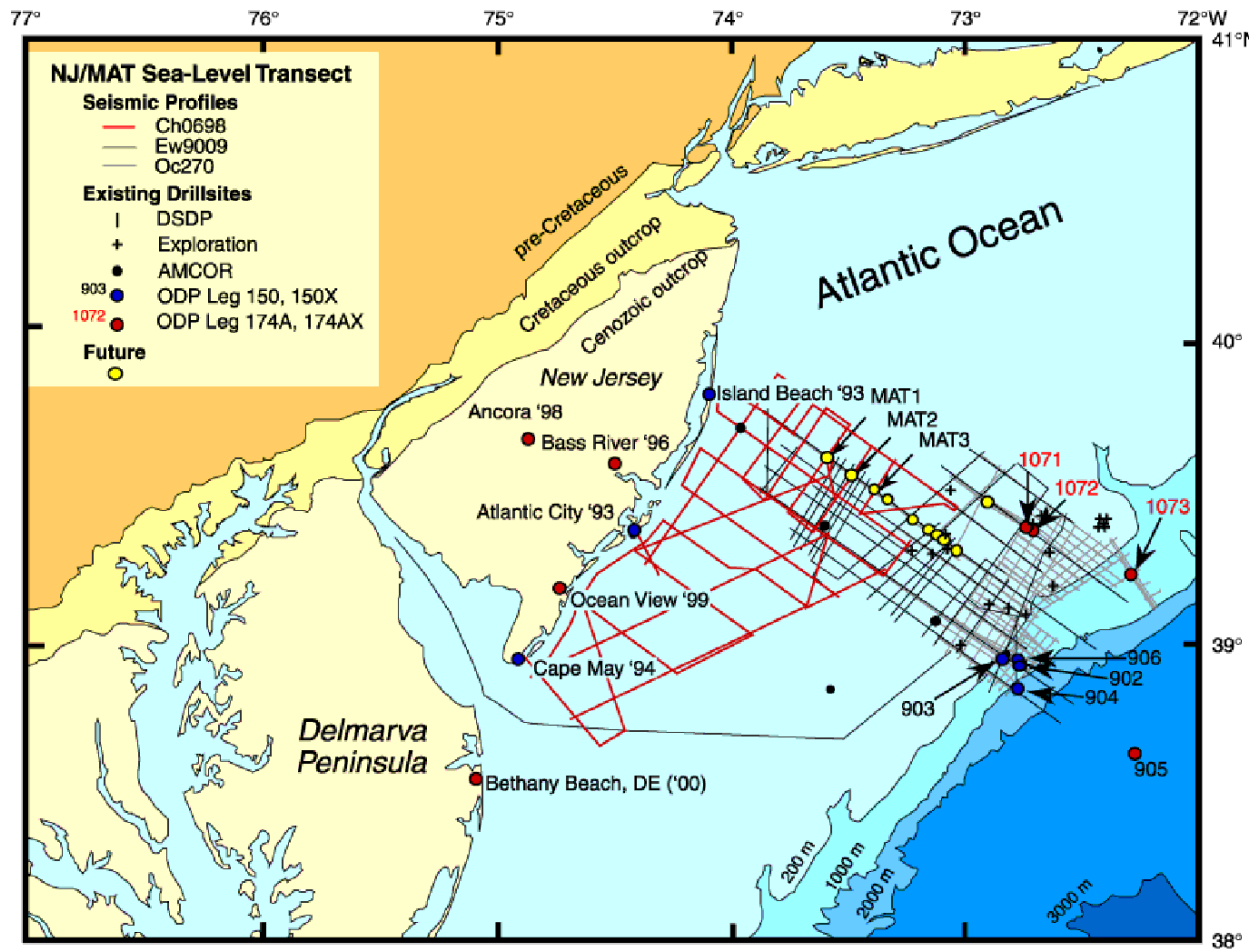 77°
76°
75°
74°
73°
72°W
41°N
NJ/MAT Sea-Level Transect
Seismic Profiles
Ch0698
Ew9009
Oc270
Existing Drillsites
DSDP
Exploration
AMCOR
903 ODP Leg 150, 150X
1072 ODP Leg 174A, 174AX
Future
pre-Cretaceous
Cretaceous outcrop
Cenozoic outcrop
Atlantic Ocean
40°
New Jersey
Island Beach '93
MAT1
MAT2
MAT3
Ancora '98
Bass River '96
1071
1072
1073
Atlantic City '93
Ocean View '99
39°
Cape May '94
906
902
904
903
905
Delmarva
Peninsula
Bethany Beach, DE ('00)
200 m
1000 m
2000 m
3000 m
38°